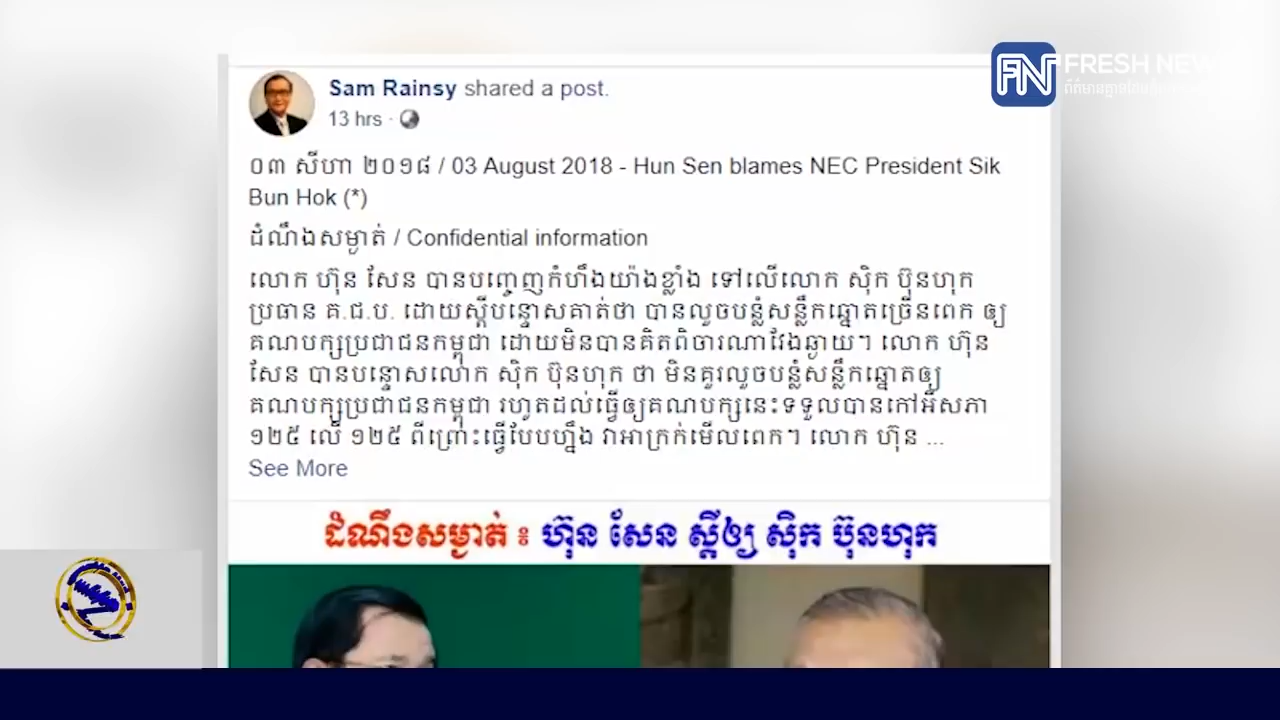 FRESH NEW
Sam Rainsy shared a post.
13 hrs ·
០៣ សីហា ២០១៨ / 03 August 2018 - Hun Sen blames NEC President Sik
Bun Hok (*)
ដំណឹងសម្ងាត់ / Confidential information
លោក ហ៊ុន សែន បានបញ្ចេញកំហឹងយ៉ាងខ្លាំង ទៅលើលោក ស៊ិក ប៊ុនហុក
ប្រធាន គ.ជ.ប. ដោយស្តីបន្ទោសគាត់ថា បានលួចបន្លំសន្លឹកឆ្នោតច្រើនពេក ឲ្យ
គណបក្សប្រជាជនកម្ពុជា ដោយមិនបានគិតពិចារណាវែងឆ្ងាយ។ លោក ហ៊ុន
សែន បានបន្ទោសលោក ស៊ិក ប៊ុនហុក ថា មិនគួរលួចបន្លំសន្លឹកឆ្នោតឲ្យ
គណបក្សប្រជាជនកម្ពុជា រហូតដល់ធ្វើឲ្យគណបក្សនេះទទួលបានកៅអីសភា
១២៥ លើ ១២៥ ពីព្រោះធ្វើបែបហ្នឹង វាអាក្រក់មើលពេក។ លោក ហ៊ុន ...
See More
ដំណឹងសម្ងាត់ ៖ ហ៊ុន សែន ស្តីឲ្យ ស៊ិក ប៊ុនហុក